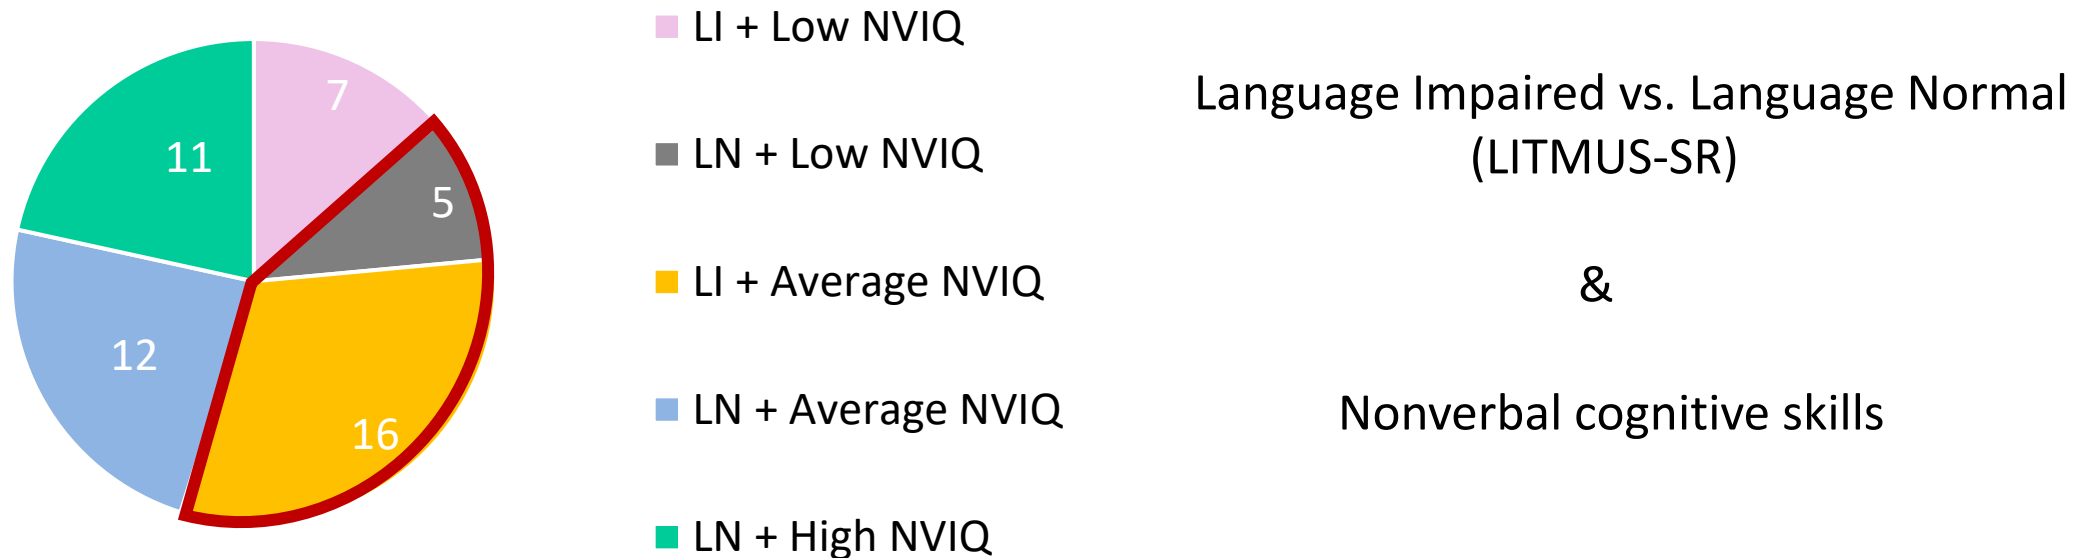 7
5
16
12
11
LI + Low NVIQ
LN + Low NVIQ
LI + Average NVIQ
LN + Average NVIQ
LN + High NVIQ
Language Impaired vs. Language Normal
(LITMUS-SR)
&
Nonverbal cognitive skills